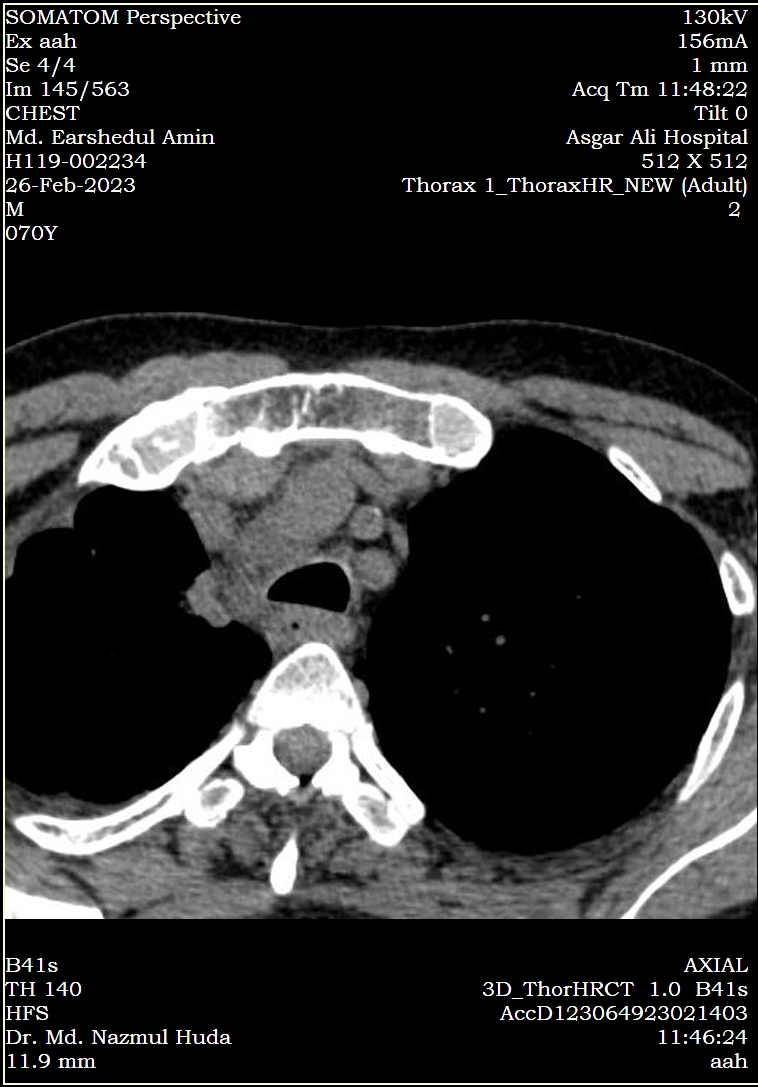 SOMATOM Perspective
Ex aah
Se 4/4
Im 145/563
CHEST
Md. Earshedul Amin
H119-002234
26-Feb-2023
M
070Y
130kV
156mA
1 mm
Acq Tm 11:48:22
Tilt 0
Asgar Ali Hospital
512 X 512
Thorax 1_ThoraxHR_NEW (Adult)
2
B41s
TH 140
HFS
Dr. Md. Nazmul Huda
11.9 mm
AXIAL
3D_ThorHRCT 1.0 B41s
AccD123064923021403
11:46:24
aah